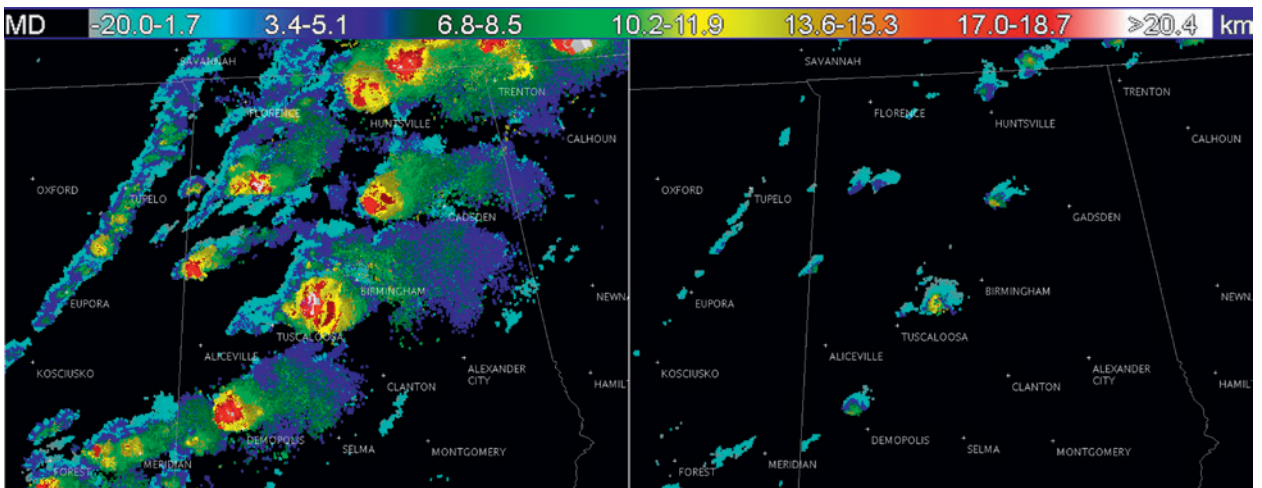 MD -20.0-1.7 3.4-5.1 6.8-8.5 10.2-11.9 13.6-15.3 17.0-18.7 >20.4 km
SAVANNAH
TRENTON
FLORENCE
HUNTSVILLE
CALHOUN
OXFORD
TUPELO
GADSDEN
BIRMINGHAM
NEWN
EUPORA
TUSCALOOSA
ALICEVILLE
KOSCIUSKO
ALEXANDER
CITY
CLANTON
HAMIL
DEMOPOLIS
SELMA
MONTGOMERY
MERIDIAN
FOREST
SAVANNAH
TRENTON
FLORENCE
HUNTSVILLE
CALHOUN
OXFORD
TUPELO
GADSDEN
BIRMINGHAM
NEWN
EUPORA
TUSCALOOSA
ALICEVILLE
KOSCIUSKO
ALEXANDER
CITY
CLANTON
HAMIL
DEMOPOLIS
SELMA
MONTGOMERY
MERIDIAN
FOREST